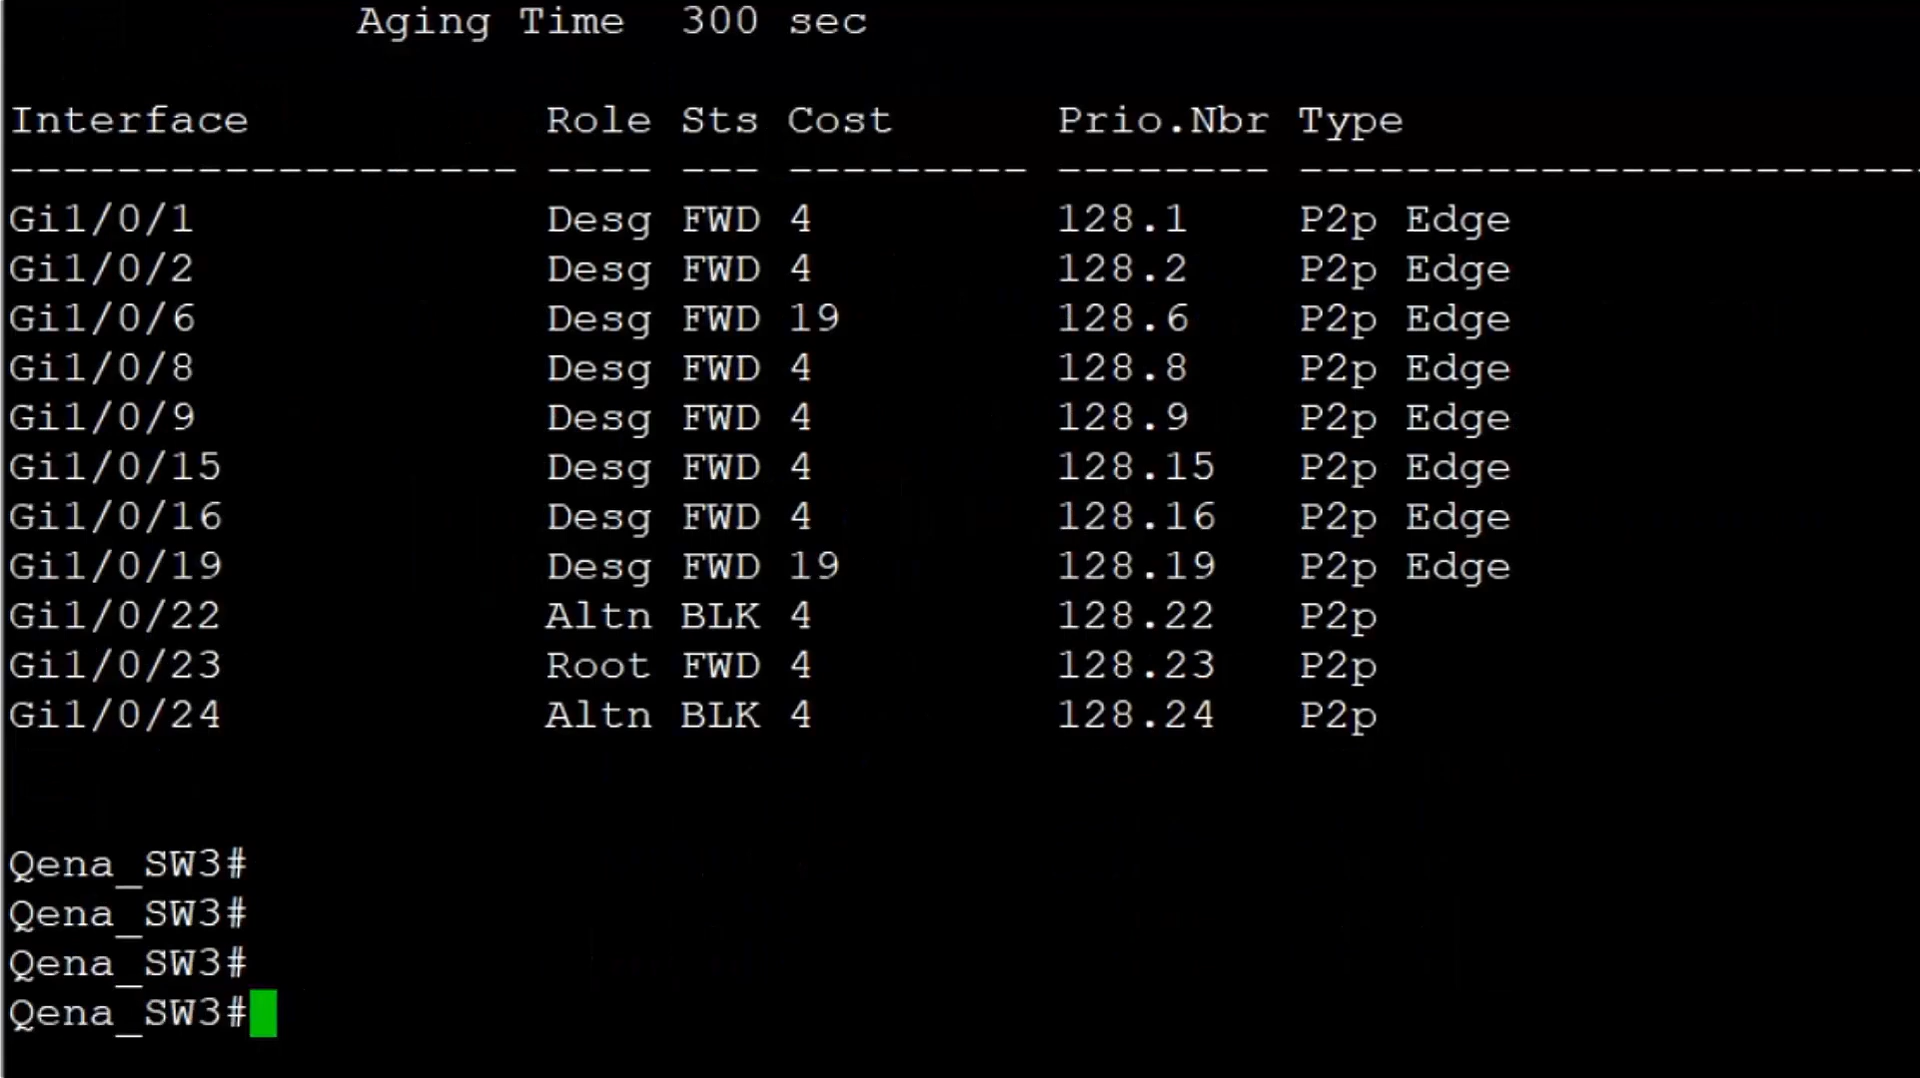 Aging Time  300 sec
Interface Role Sts Cost Prio.Nbr Type
------------------- ---- --- --------- -------- -----------------------
Gi1/0/1 Desg FWD 4 128.1 P2p Edge
Gi1/0/2 Desg FWD 4 128.2 P2p Edge
Gi1/0/6 Desg FWD 19 128.6 P2p Edge
Gi1/0/8 Desg FWD 4 128.8 P2p Edge
Gi1/0/9 Desg FWD 4 128.9 P2p Edge
Gi1/0/15 Desg FWD 4 128.15 P2p Edge
Gi1/0/16 Desg FWD 4 128.16 P2p Edge
Gi1/0/19 Desg FWD 19 128.19 P2p Edge
Gi1/0/22 Altn BLK 4 128.22 P2p
Gi1/0/23 Root FWD 4 128.23 P2p
Gi1/0/24 Altn BLK 4 128.24 P2p
Qena_SW3#
Qena_SW3#
Qena_SW3#
Qena_SW3#